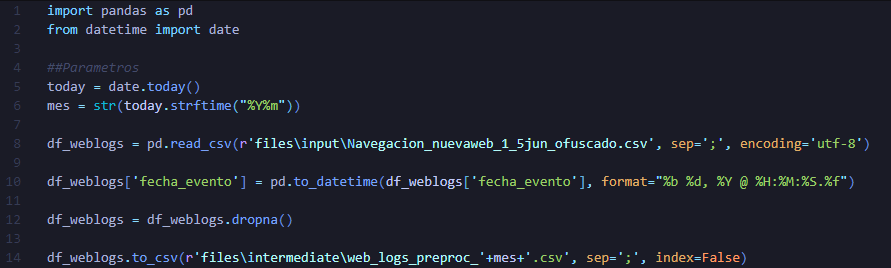 1 import pandas as pd
2 from datetime import date
3
4 ##Parametros
5 today = date.today()
6 mes = str(today.strftime("%Y%m"))
7
8 df_weblogs = pd.read_csv(r'files\input\Navegacion_nuevaweb_1_5jun_ofuscado.csv', sep=';', encoding='utf-8')
9
10 df_weblogs['fecha_evento'] = pd.to_datetime(df_weblogs['fecha_evento'], format="%b %d, %Y @ %H:%M:%S.%f")
11
12 df_weblogs = df_weblogs.dropna()
13
14 df_weblogs.to_csv(r'files\intermediate\web_logs_preproc_'+mes+'.csv', sep=';', index=False)